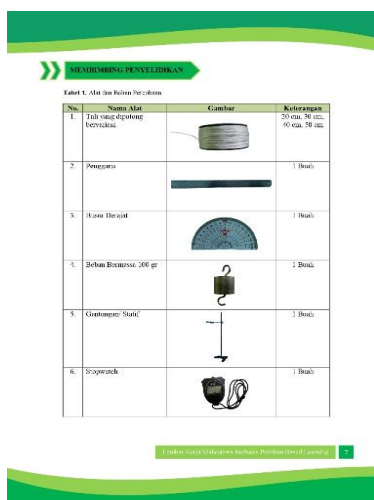 MEMBIMBING PENYELIDIKAN
Tabel 1. Alat dan Bahan Percobaan
No. Nama Alat Gambar Keterangan
1. Tali yang dipotong bervariasi 20 cm, 30 cm, 40 cm, 50 cm
2. Penggaris 1 Buah
3. Busur Derajat 1 Buah
4. Beban Bermassa 100 gr 1 Buah
5. Gantungan/ Statif 1 Buah
6. Stopwatch 1 Buah
Lembar Kerja Mahasiswa Berbasis Problem Based Learning 7